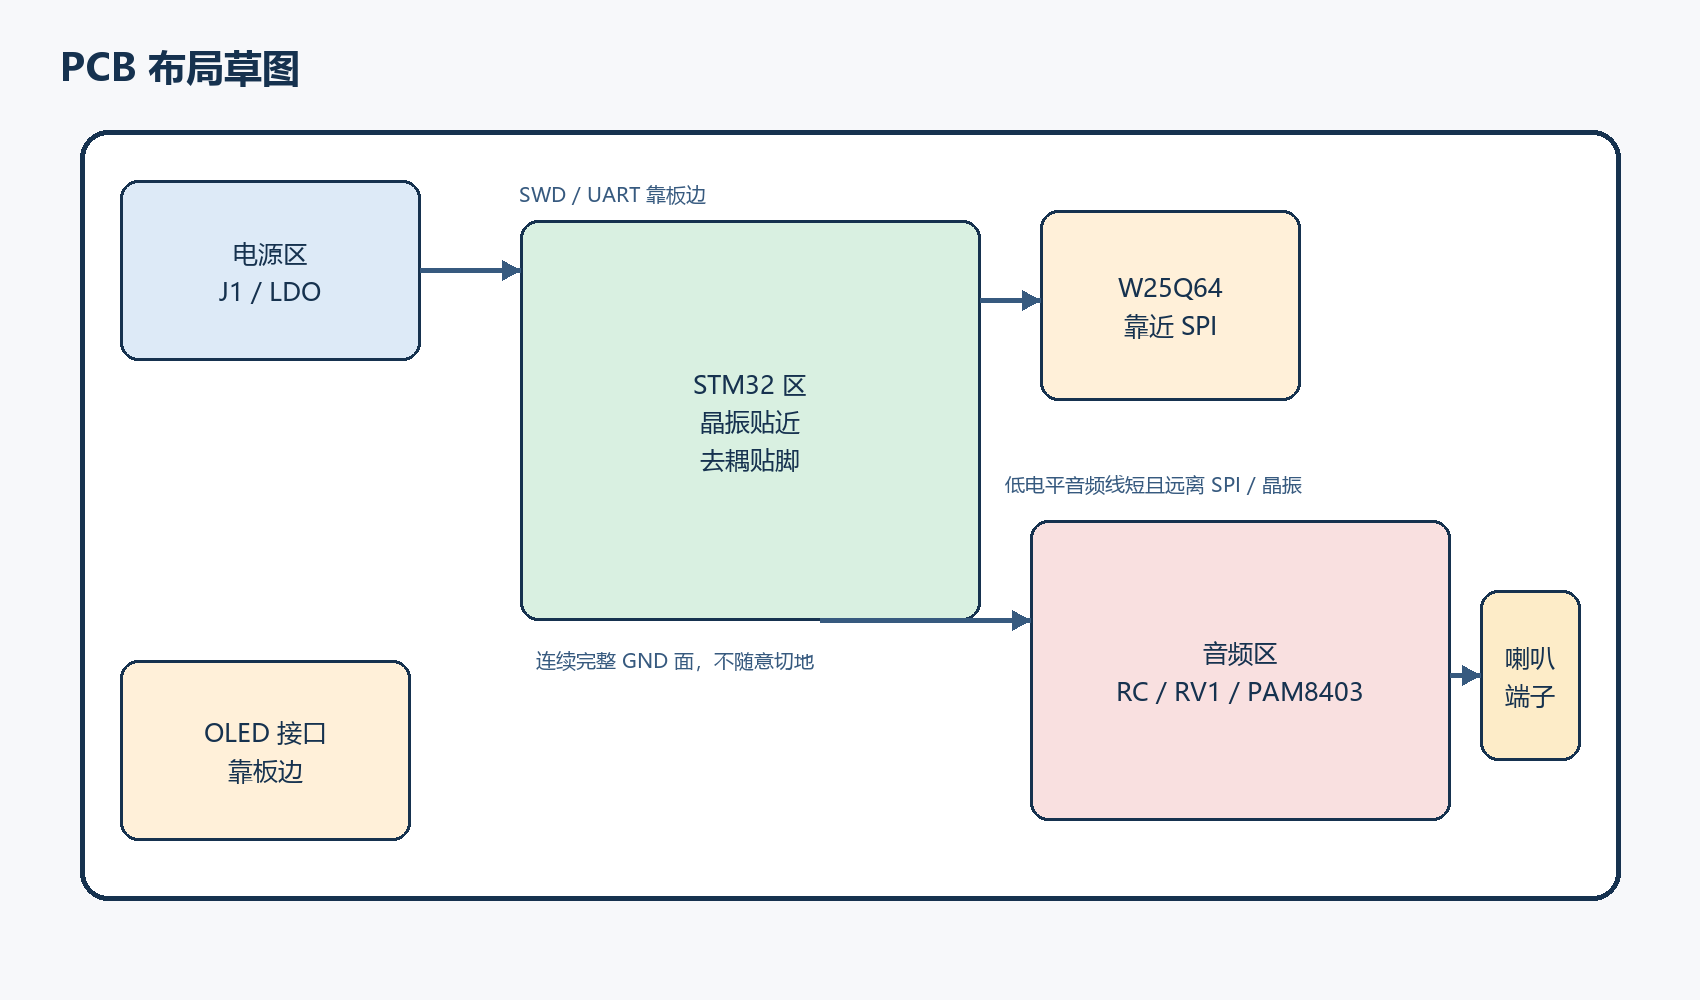 PCB 布局草图
电源区
J1 / LDO
SWD / UART 靠板边
STM32 区
晶振贴近
去耦贴脚
W25Q64
靠近 SPI
低电平音频线短且远离 SPI / 晶振
连续完整 GND 面，不随意切地
音频区
RC / RV1 / PAM8403
喇叭
端子
OLED 接口
靠板边